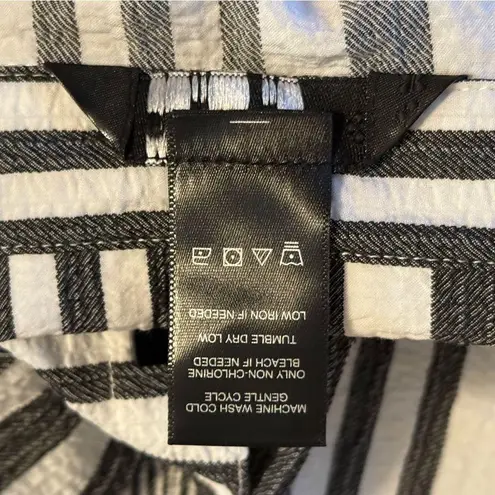 MACHINE WASH COLD
GENTLE CYCLE
ONLY NON-CHLORINE
BLEACH IF NEEDED
TUMBLE DRY LOW
LOW IRON IF NEEDED